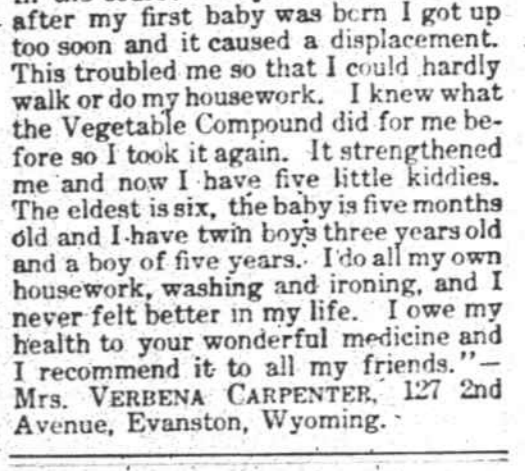 after my first baby was born I got up
too soon and it caused a displacement.
This troubled me so that I could hardly
walk or do my housework. I knew what
the Vegetable Compound did for me be-
fore so I took it again. It strengthened
me and now I have five little kiddies.
The eldest is six, the baby is five months
old and I have twin boys three years old
and a boy of five years. I do all my own
housework, washing and ironing, and I
never felt better in my life. I owe my
health to your wonderful medicine and
I recommend it to all my friends."—
Mrs. VERBENA CARPENTER, 127 2nd
Avenue, Evanston, Wyoming.